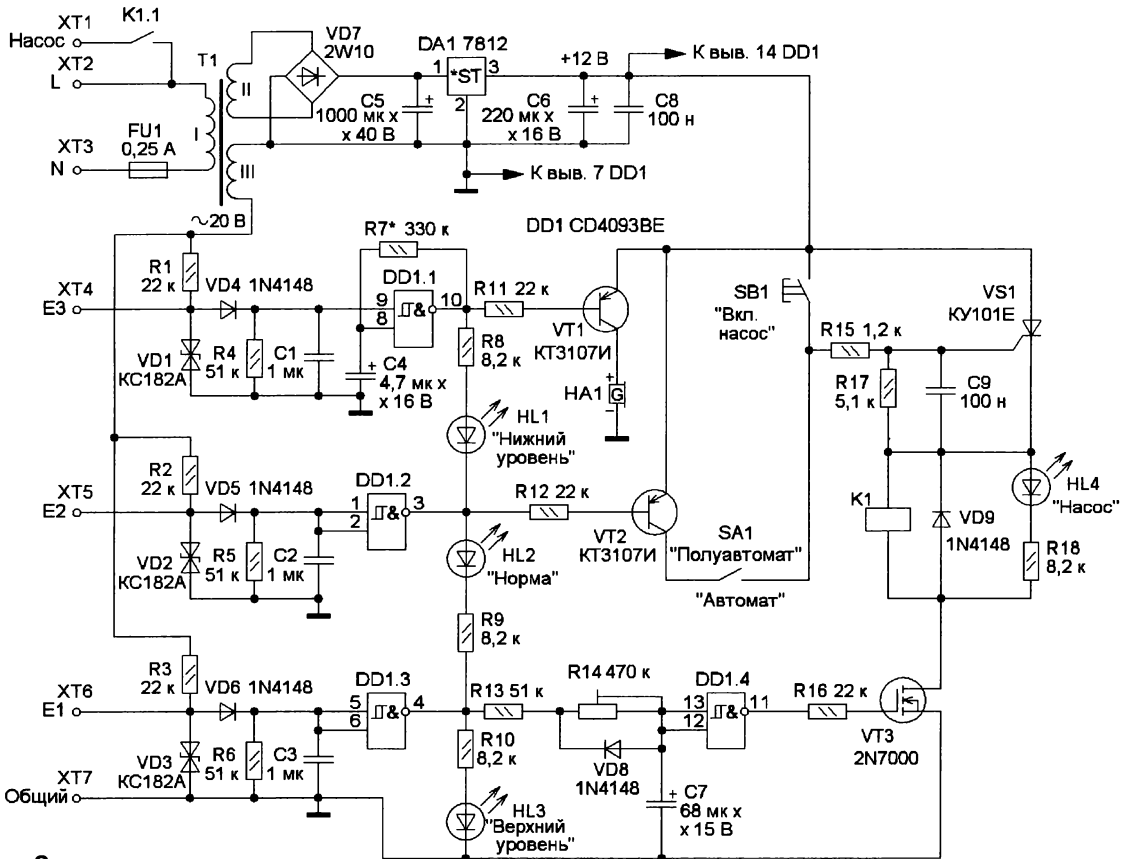 XT1
K1.1
Насос
XT2
L
T1
II
I
III
XT3
N
FU1
0,25 А
VD7
2W10
DA1 7812
1
*ST
3
2
C5
1000 мк x
x 40 В
+
+12 В
C6
220 мк x
x 16 В
+
C8
100 н
К выв. 14 DD1
К выв. 7 DD1
~20 В
R7* 330 к
DD1 CD4093BE
R1
22 к
VD4 1N4148
XT4
E3
VD1
КС182А
R4
51 к
C1
1 мк
DD1.1
9
8
&
10
+
C4
4,7 мк x
x 16 В
R11 22 к
R8
8,2 к
VT1
КТ3107И
HA1
+
G
−
HL1
"Нижний
уровень"
SB1
"Вкл.
насос"
VS1
КУ101Е
R15 1,2 к
R17
5,1 к
C9
100 н
R2
22 к
VD5 1N4148
XT5
E2
VD2
КС182А
R5
51 к
C2
1 мк
DD1.2
1
2
&
3
R12 22 к
VT2
КТ3107И
HL2
"Норма"
SA1
"Полуавтомат"
"Автомат"
K1
VD9
1N4148
HL4
"Насос"
R18
8,2 к
R9
8,2 к
R3
22 к
VD6 1N4148
XT6
E1
VD3
КС182А
XT7
Общий
R6
51 к
C3
1 мк
DD1.3
5
6
&
4
R13 51 к
R14 470 к
VD8
1N4148
R10
8,2 к
HL3
"Верхний
уровень"
+
C7
68 мк x
x 15 В
DD1.4
13
12
&
11
R16 22 к
VT3
2N7000